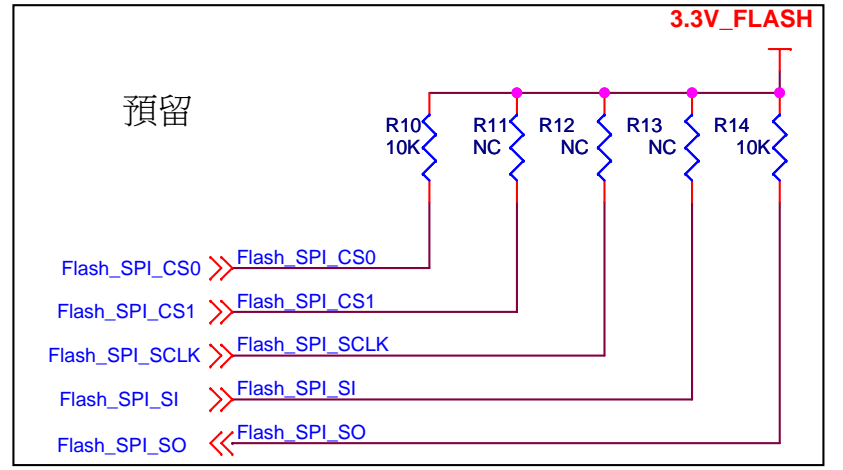 3.3V_FLASH
預留
R10
10K
R11
NC
R12
NC
R13
NC
R14
10K
Flash_SPI_CS0
Flash_SPI_CS0
Flash_SPI_CS1
Flash_SPI_CS1
Flash_SPI_SCLK
Flash_SPI_SCLK
Flash_SPI_SI
Flash_SPI_SI
Flash_SPI_SO
Flash_SPI_SO